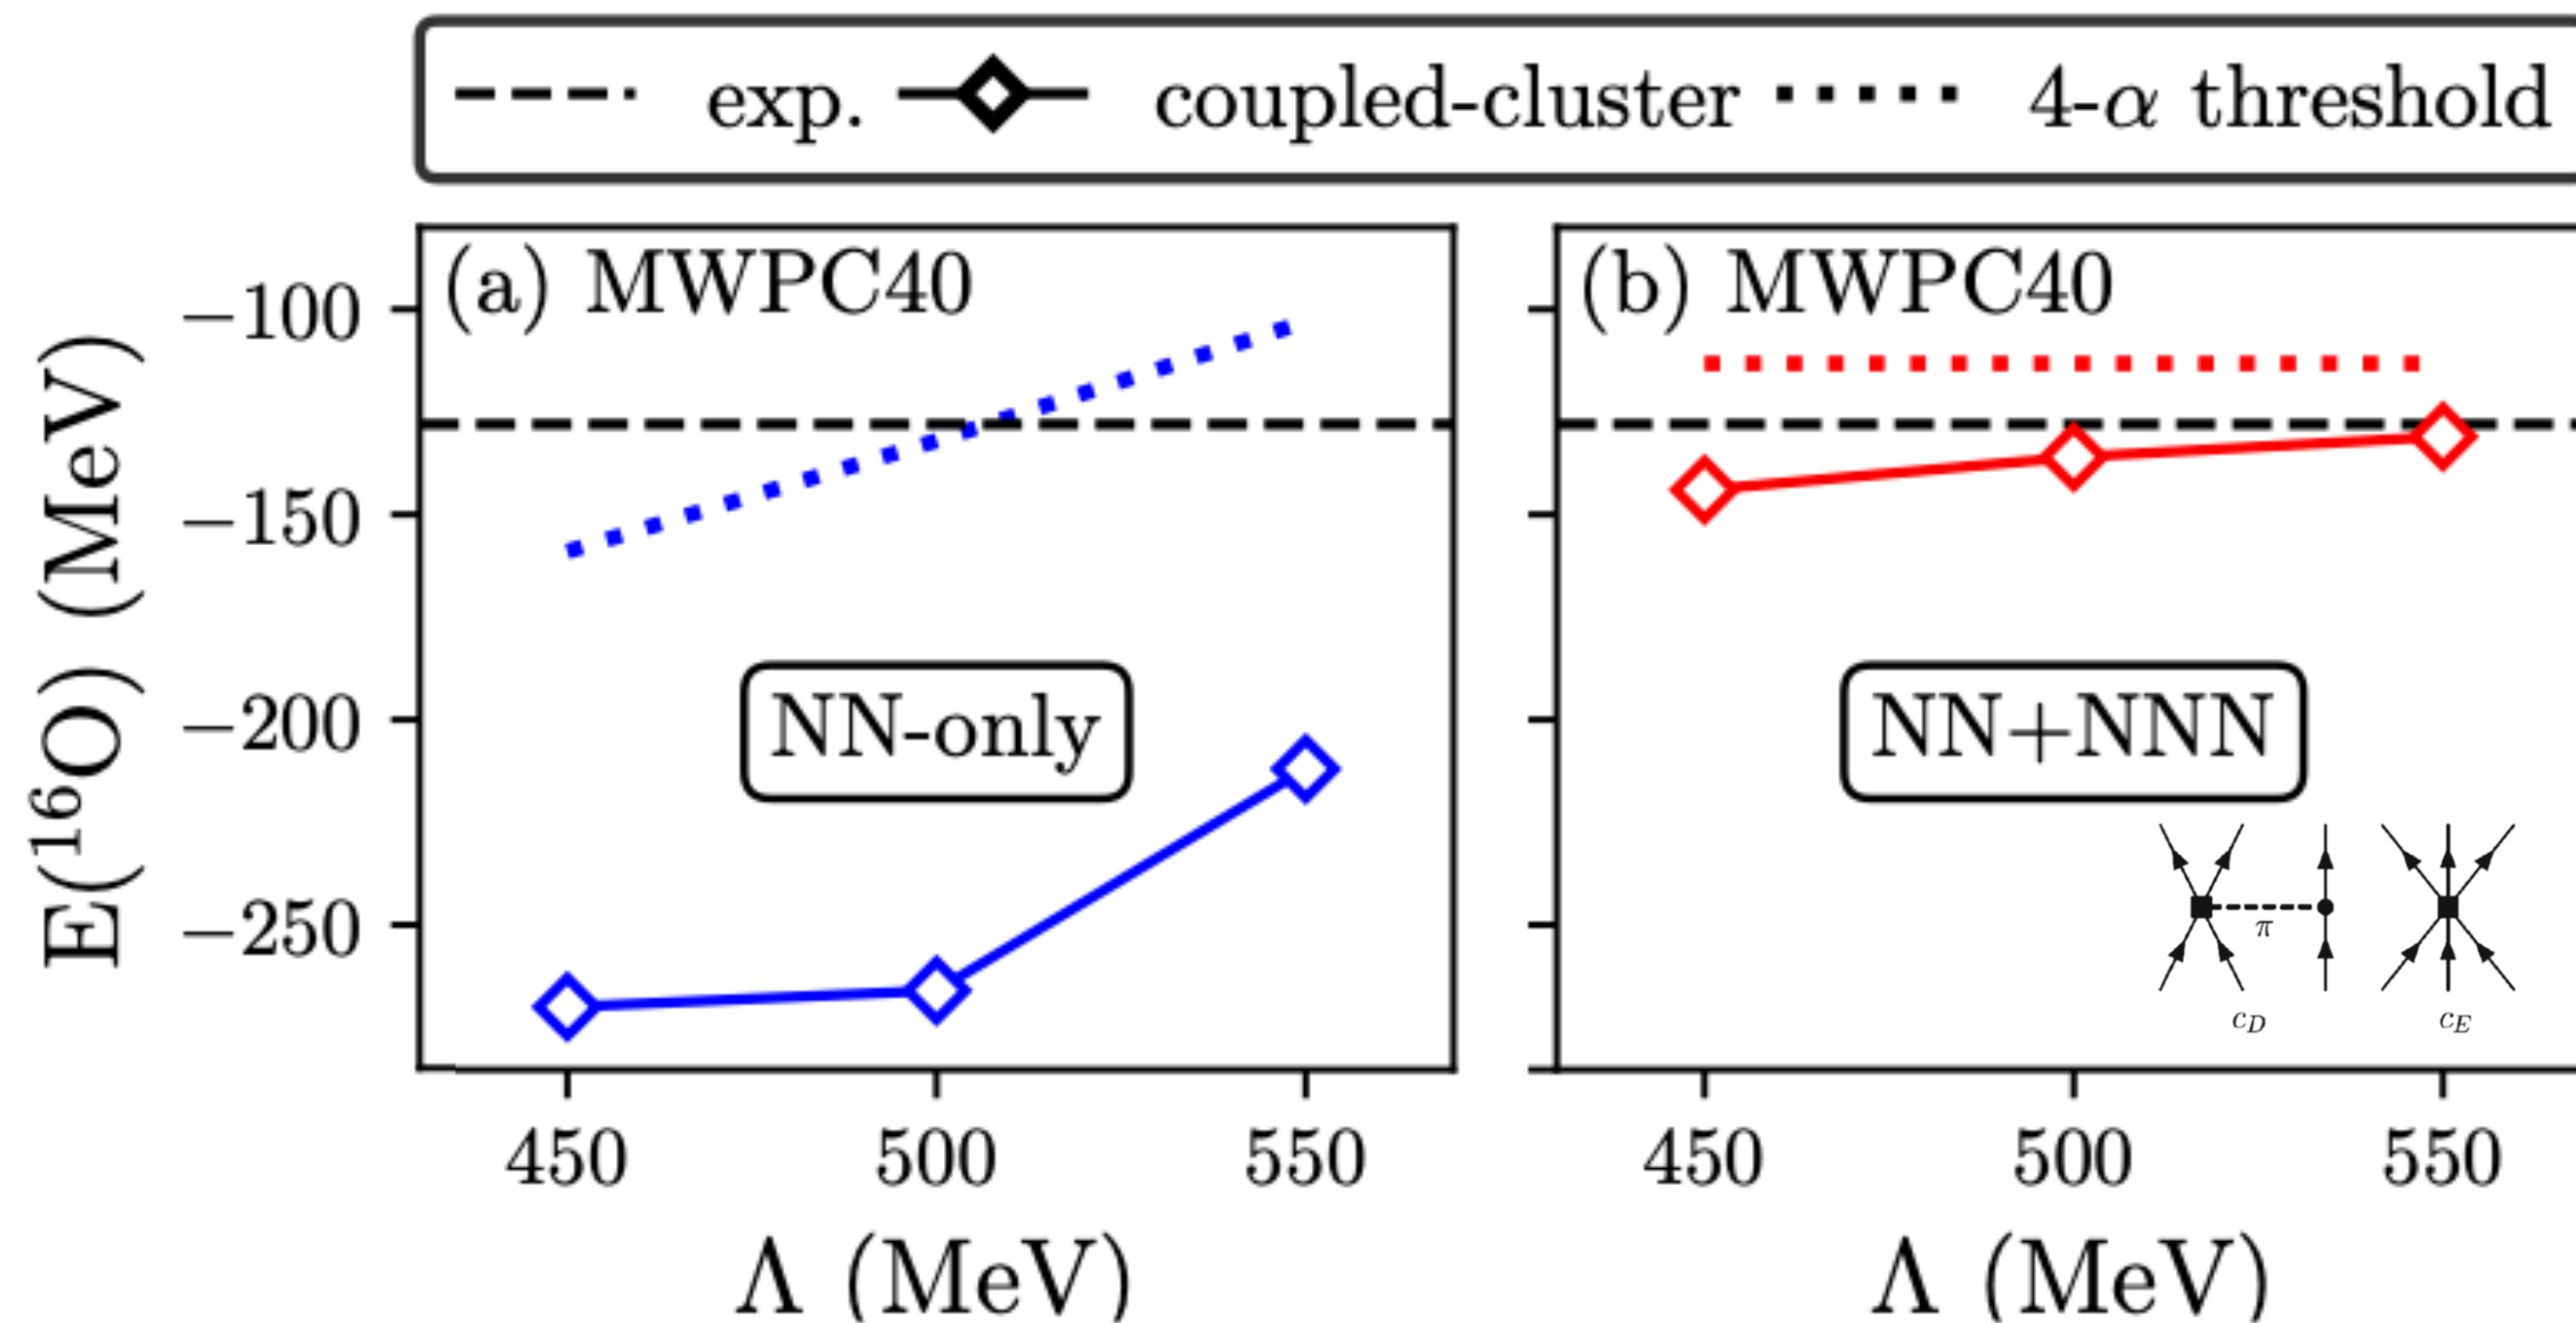 exp. coupled-cluster 4-α threshold
(a) MWPC40
(b) MWPC40
E(¹⁶O) (MeV)
−100
−150
−200
−250
NN-only
NN+NNN
π
c_D c_E
450 500 550
450 500 550
Λ (MeV)
Λ (MeV)